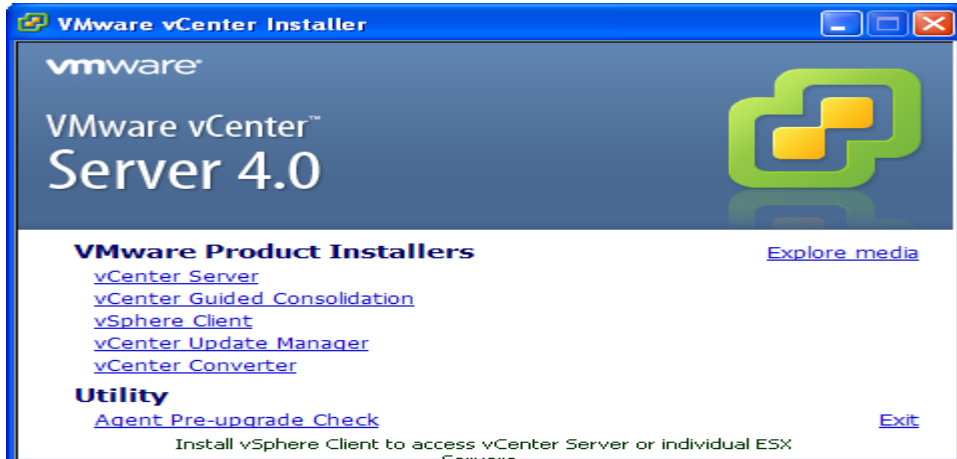 VMware vCenter Installer
vmware
VMware vCenter™
Server 4.0
VMware Product Installers
Explore media
vCenter Server
vCenter Guided Consolidation
vSphere Client
vCenter Update Manager
vCenter Converter
Utility
Agent Pre-upgrade Check
Exit
Install vSphere Client to access vCenter Server or individual ESX